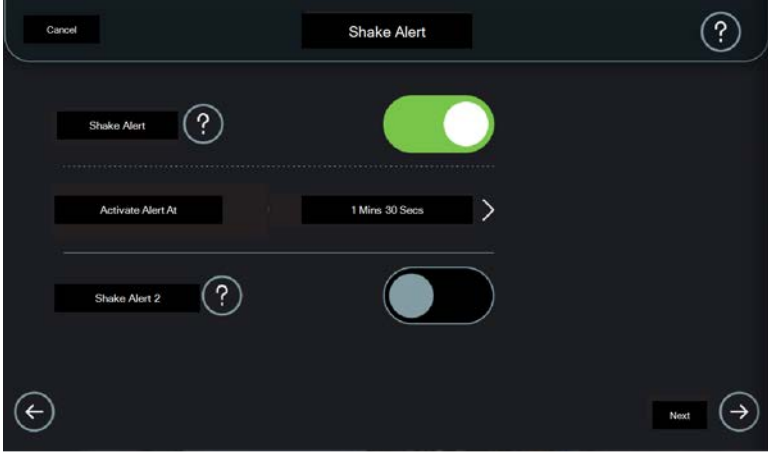 Cancel
Shake Alert
?
Shake Alert
?
Activate Alert At
1 Mins 30 Secs
Shake Alert 2
?
Next